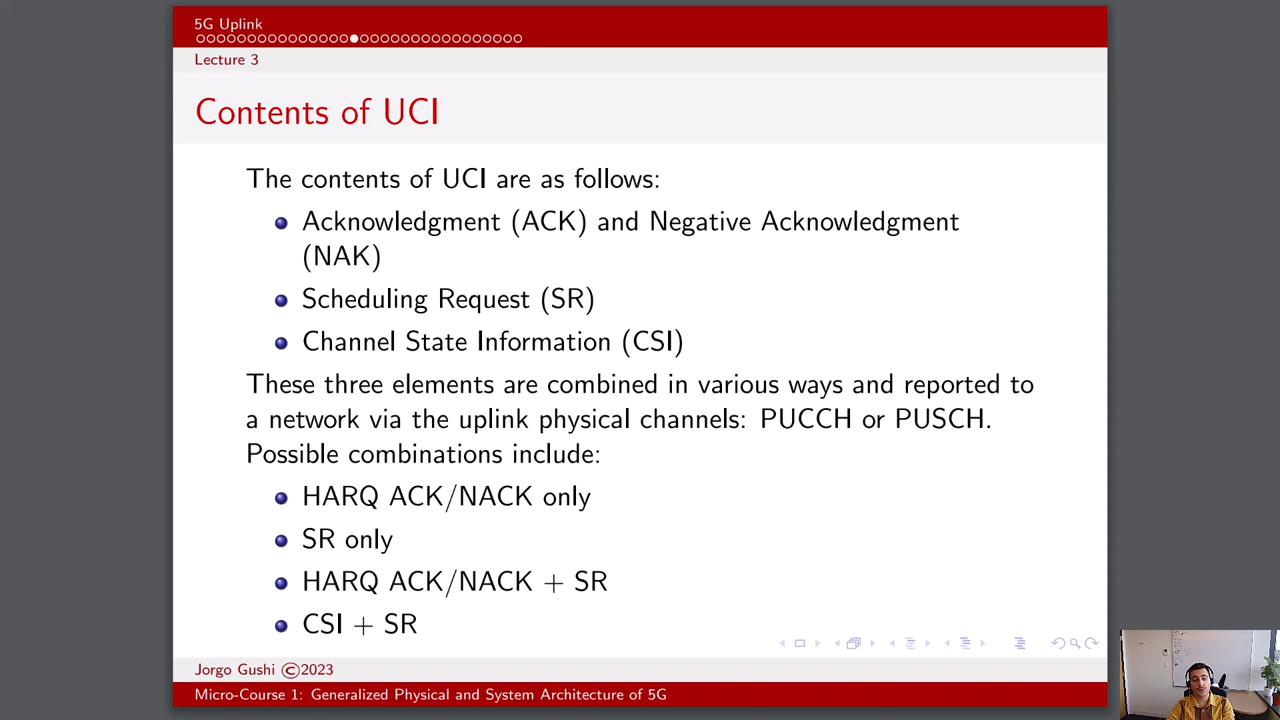 5G Uplink
Lecture 3
Contents of UCI
The contents of UCI are as follows:
Acknowledgment (ACK) and Negative Acknowledgment
(NAK)
Scheduling Request (SR)
Channel State Information (CSI)
These three elements are combined in various ways and reported to
a network via the uplink physical channels: PUCCH or PUSCH.
Possible combinations include:
HARQ ACK/NACK only
SR only
HARQ ACK/NACK + SR
CSI + SR
Jorgo Gushi ©2023
Micro-Course 1: Generalized Physical and System Architecture of 5G